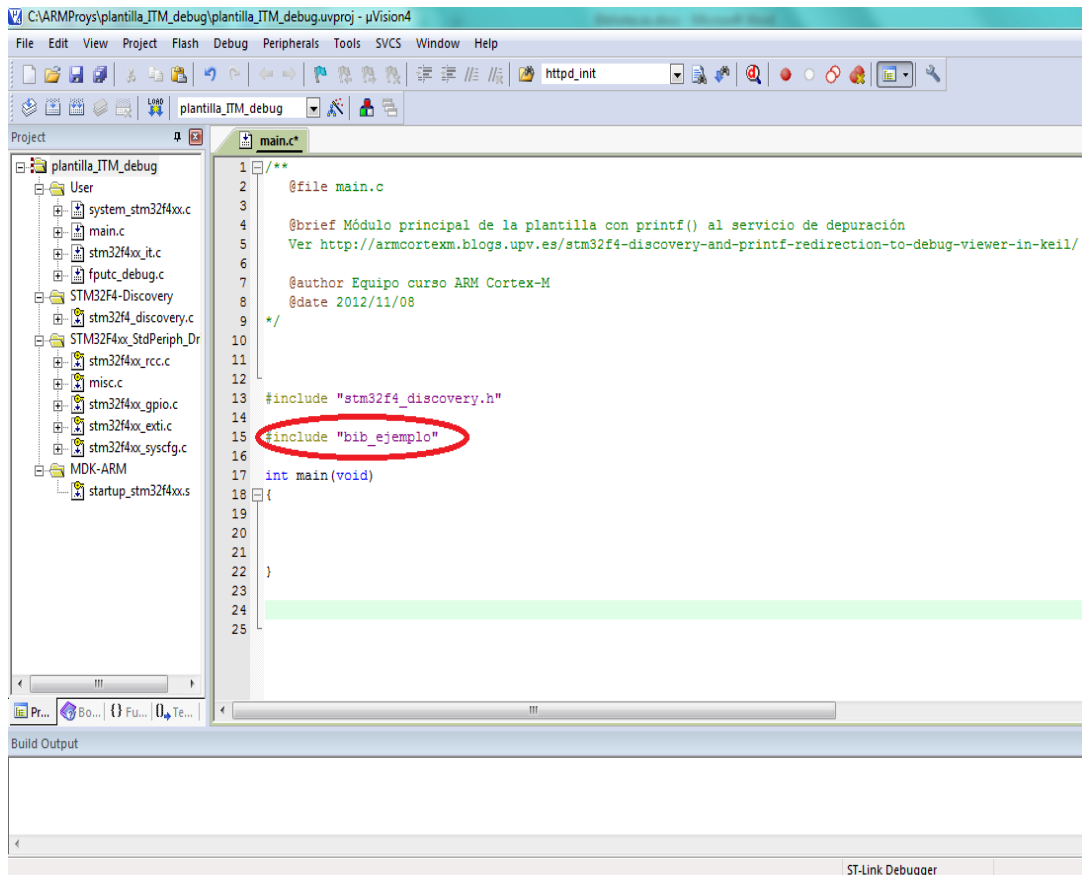 C:\ARMProys\plantilla_ITM_debug\plantilla_ITM_debug.uvproj - µVision4
File Edit View Project Flash Debug Peripherals Tools SVCS Window Help
httpd_init
LOAD plantilla_ITM_debug
Project
main.c*
plantilla_ITM_debug
User
system_stm32f4xx.c
main.c
stm32f4xx_it.c
fputc_debug.c
STM32F4-Discovery
stm32f4_discovery.c
STM32F4xx_StdPeriph_Dr
stm32f4xx_rcc.c
misc.c
stm32f4xx_gpio.c
stm32f4xx_exti.c
stm32f4xx_syscfg.c
MDK-ARM
startup_stm32f4xx.s
1 /**
2 @file main.c
3
4 @brief Módulo principal de la plantilla con printf() al servicio de depuración
5 Ver http://armcortexm.blogs.upv.es/stm32f4-discovery-and-printf-redirection-to-debug-viewer-in-keil/
6
7 @author Equipo curso ARM Cortex-M
8 @date 2012/11/08
9 */
10
11
12
13 #include "stm32f4_discovery.h"
14
15 #include "bib_ejemplo"
16
17 int main(void)
18 {
19
20
21
22 }
23
24
25
Pr... Bo... {} Fu... 0 Te...
Build Output
ST-Link Debugger